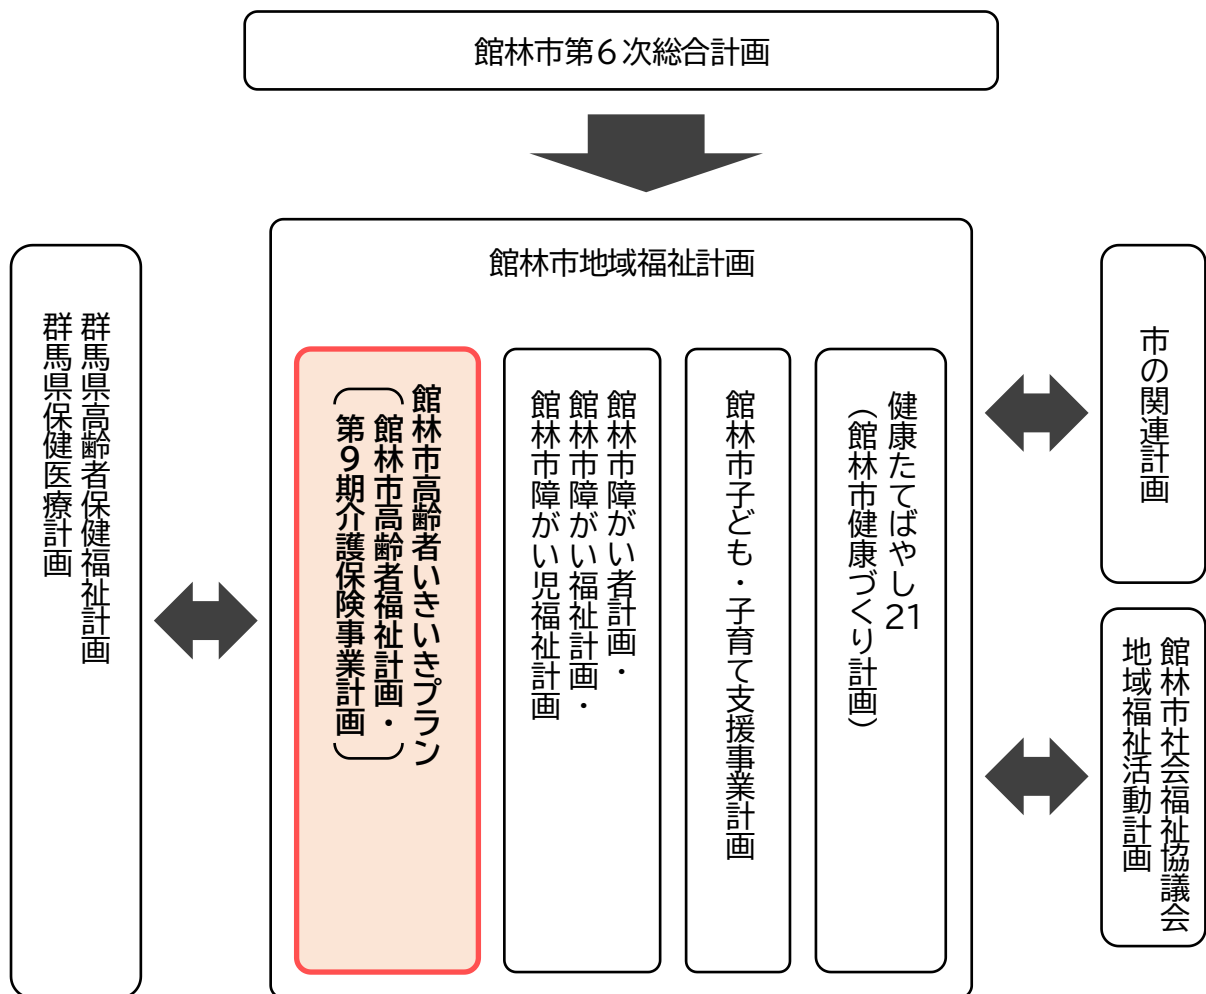 館林市第６次総合計画
館林市地域福祉計画
群馬県高齢者保健福祉計画
群馬県保健医療計画
館林市高齢者いきいきプラン
館林市高齢者福祉計画・
第９期介護保険事業計画
館林市障がい者計画・
館林市障がい福祉計画・
館林市障がい児福祉計画
館林市子ども・子育て支援事業計画
健康たてばやし21
（館林市健康づくり計画）
市の関連計画
館林市社会福祉協議会
地域福祉活動計画